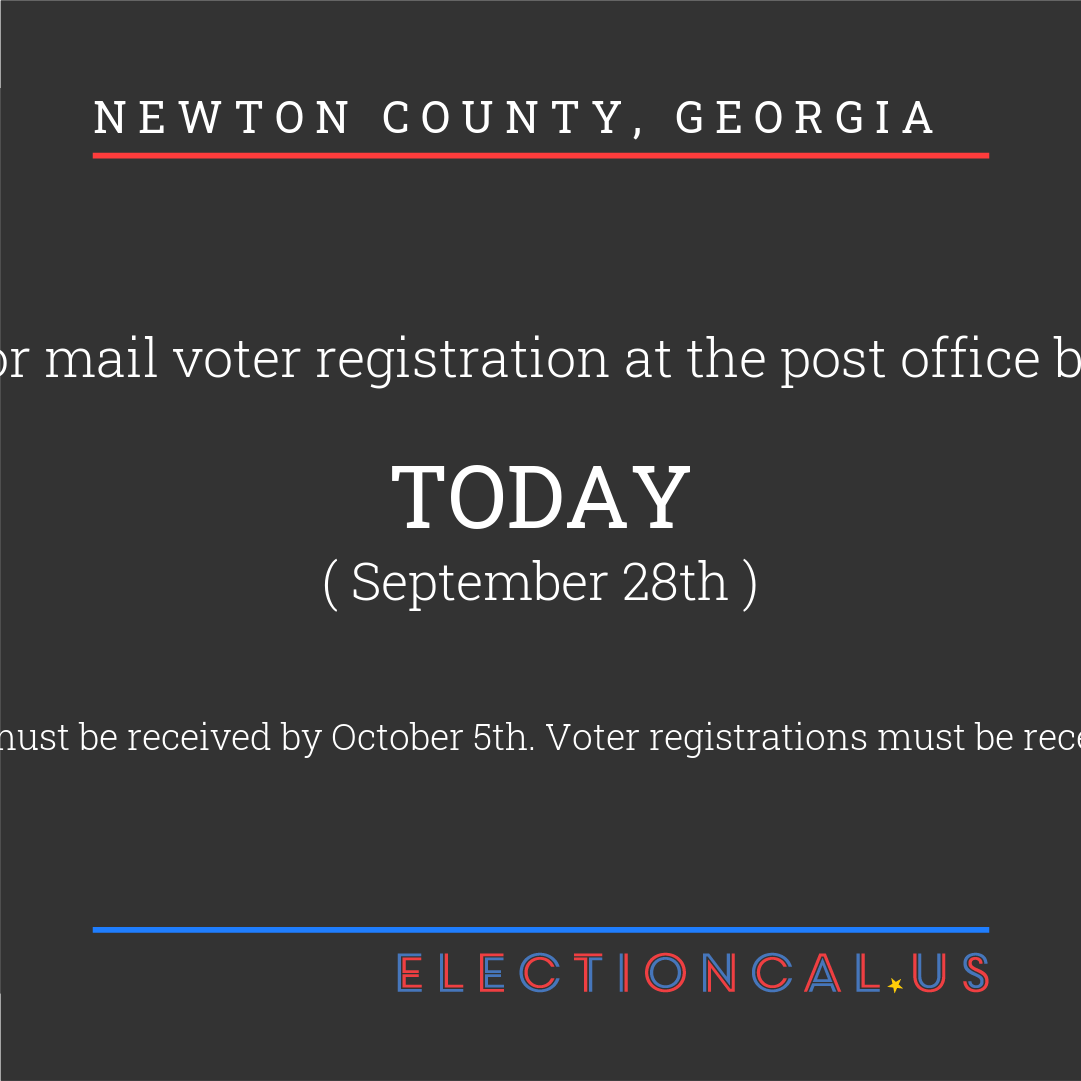 NEWTON COUNTY, GEORGIA
or mail voter registration at the post office b
TODAY
( September 28th )
must be received by October 5th. Voter registrations must be rece
ELECTIONCAL.US